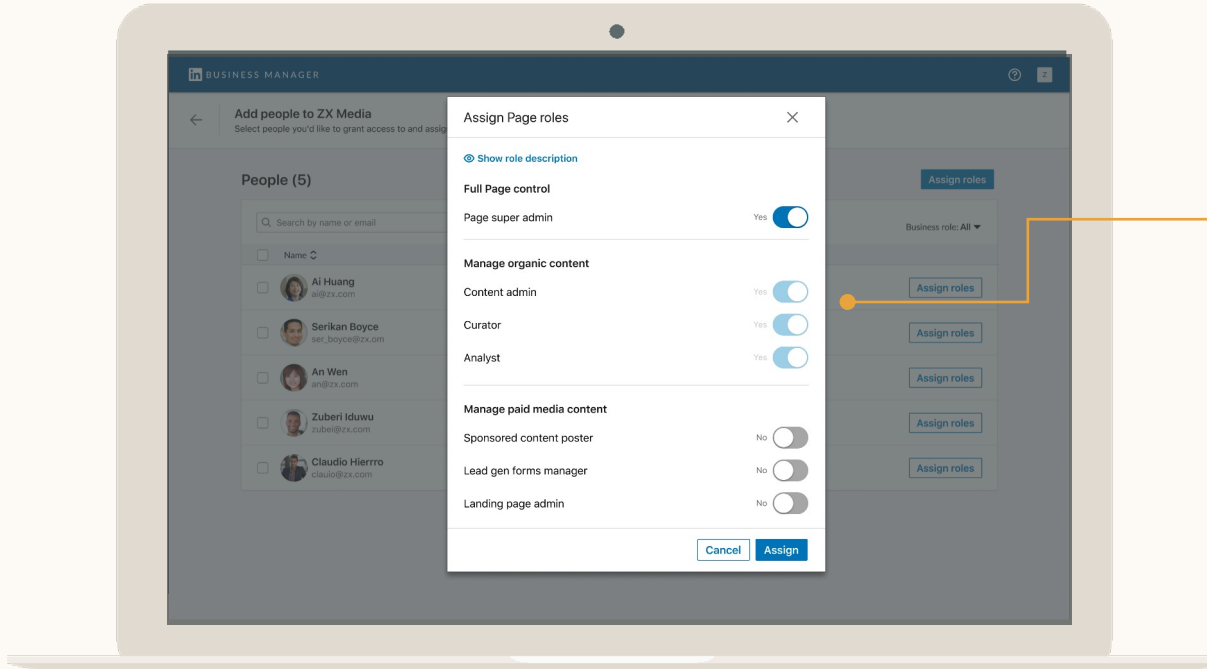 in BUSINESS MANAGER
Z
Add people to ZX Media
Select people you'd like to grant access to and assig
People (5)
Assign roles
Search by name or email
Business role: All
Name
Ai Huang
ai@zx.com
Assign roles
Serikan Boyce
ser_boyce@zx.om
Assign roles
An Wen
an@zx.com
Assign roles
Zuberi Iduwu
zubei@zx.com
Assign roles
Claudio Hierrro
clauio@zx.com
Assign roles
Assign Page roles
Show role description
Full Page control
Page super admin Yes
Manage organic content
Content admin Yes
Curator Yes
Analyst Yes
Manage paid media content
Sponsored content poster No
Lead gen forms manager No
Landing page admin No
Cancel Assign